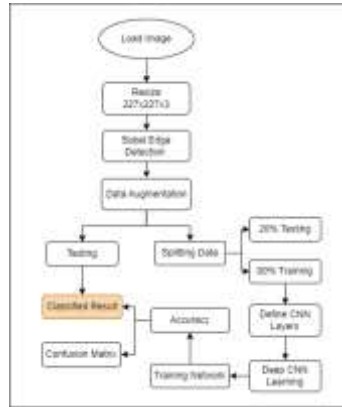 Load Image
Resize
227x227x3
Sobel Edge
Detection
Data Augmentation
Testing
Splitting Data
20% Testing
80% Training
Classified Result
Accuracy
Define CNN
Layers
Confusion Matrix
Training Network
Deep CNN
Learning